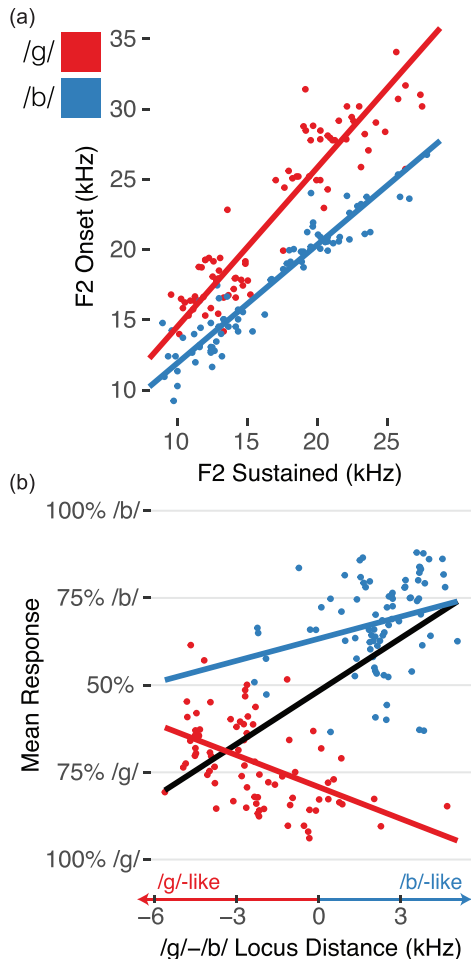 (a)
/g/
/b/
35
30
25
20
15
10
F2 Onset (kHz)
10 15 20 25
F2 Sustained (kHz)
(b)
100% /b/
75% /b/
50%
75% /g/
100% /g/
Mean Response
/g/-like /b/-like
−6 −3 0 3
/g/−/b/ Locus Distance (kHz)